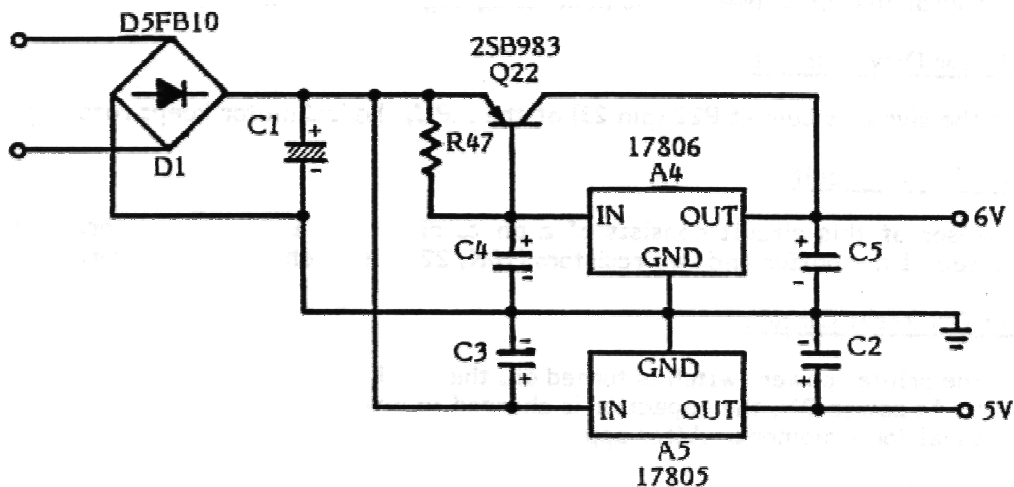 D5FB10
D1
C1
+
-
R47
2SB983
Q22
17806
A4
IN OUT
GND
6V
C4
+
-
C5
+
-
C3
-
+
C2
-
+
GND
IN OUT
5V
A5
17805